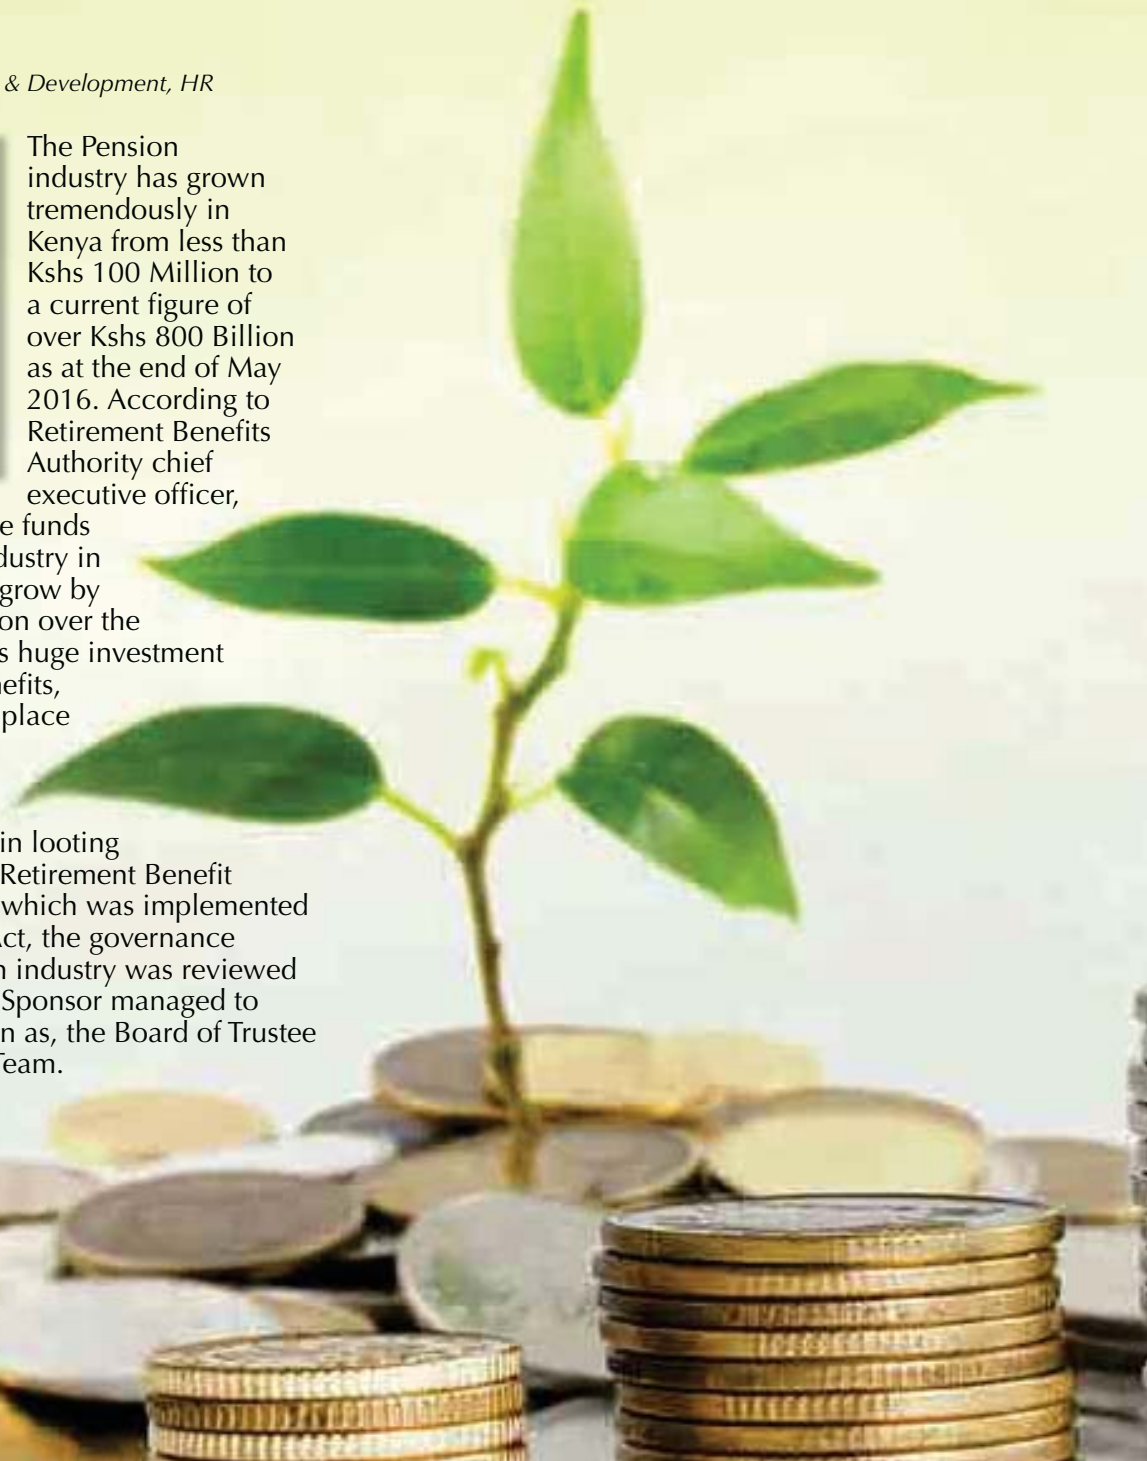 & Development, HR
The Pension
industry has grown
tremendously in
Kenya from less than
Kshs 100 Million to
a current figure of
over Kshs 800 Billion
as at the end of May
2016. According to
Retirement Benefits
Authority chief
executive officer,
e funds
dustry in
grow by
on over the
s huge investment
efits,
place
in looting
Retirement Benefit
which was implemented
ct, the governance
n industry was reviewed
Sponsor managed to
n as, the Board of Trustee
Team.